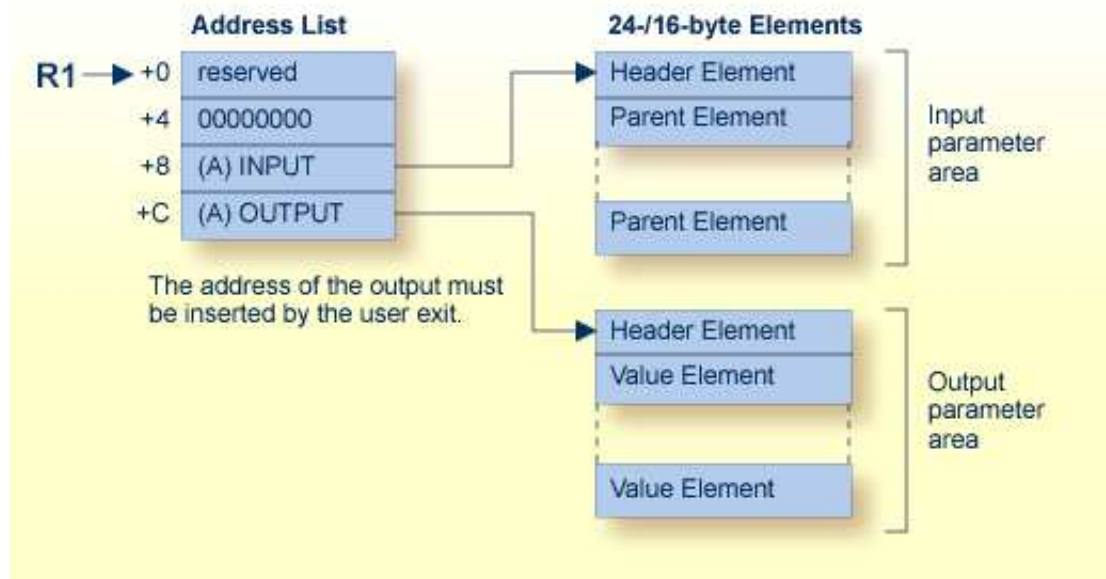 Address List
24-/16-byte Elements
R1
+0 reserved
+4 00000000
+8 (A) INPUT
+C (A) OUTPUT
The address of the output must
be inserted by the user exit.
Header Element
Parent Element
Parent Element
Input
parameter
area
Header Element
Value Element
Value Element
Output
parameter
area